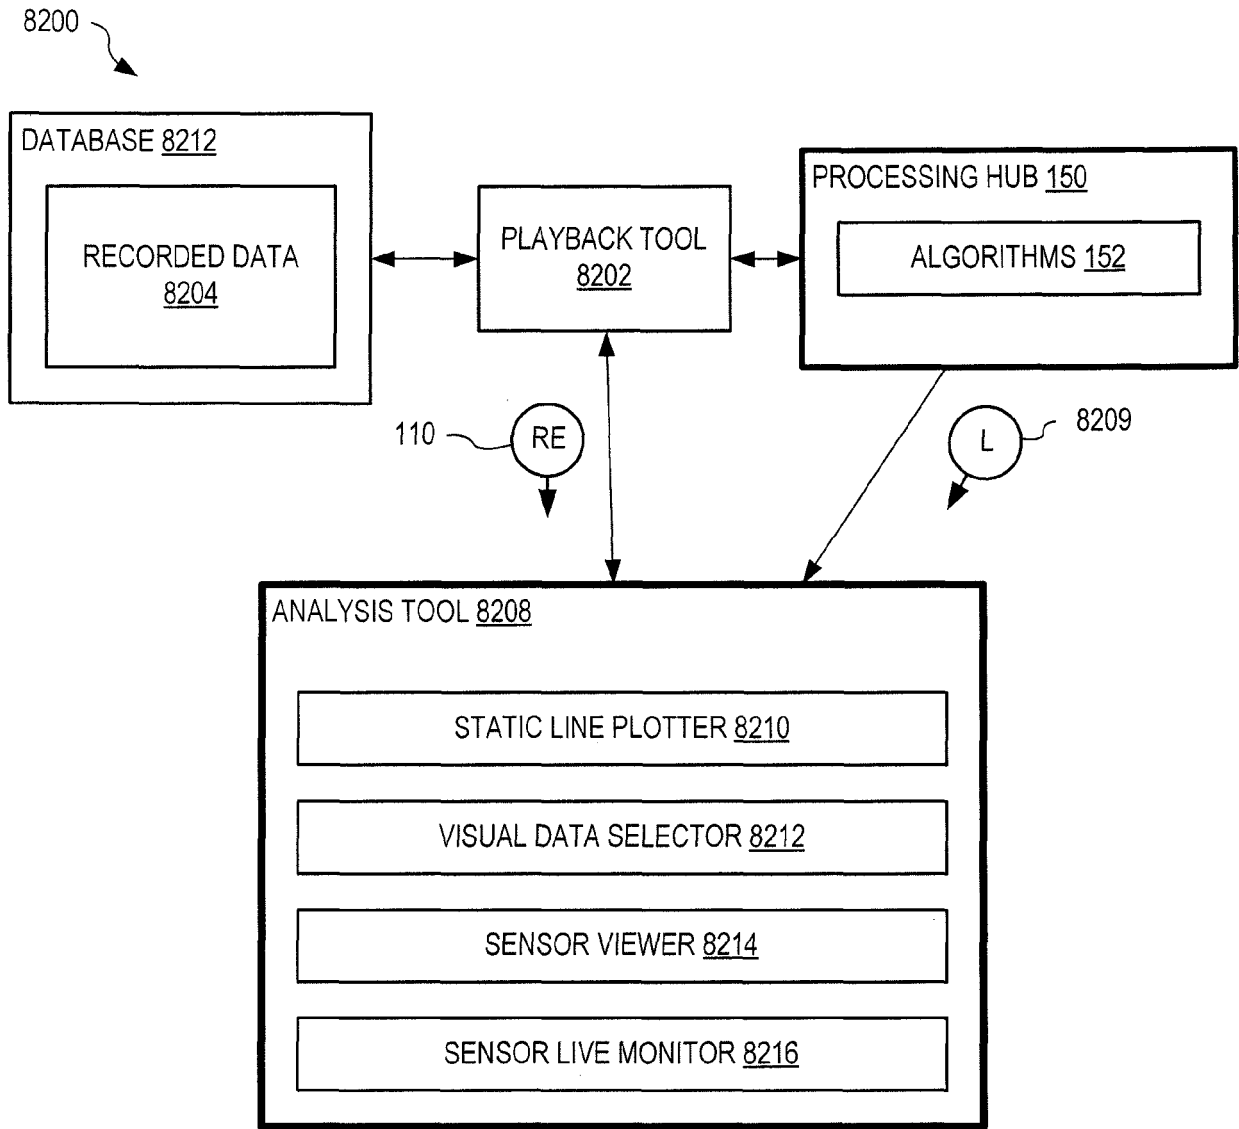 8200
DATABASE 8212
RECORDED DATA
8204
PLAYBACK TOOL
8202
PROCESSING HUB 150
ALGORITHMS 152
110
RE
L
8209
ANALYSIS TOOL 8208
STATIC LINE PLOTTER 8210
VISUAL DATA SELECTOR 8212
SENSOR VIEWER 8214
SENSOR LIVE MONITOR 8216